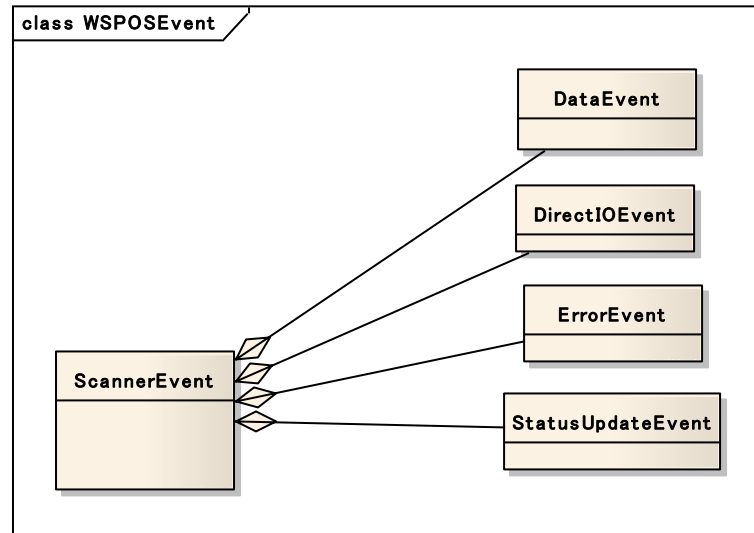 class WSPOSEvent
DataEvent
DirectIOEvent
ErrorEvent
ScannerEvent
StatusUpdateEvent